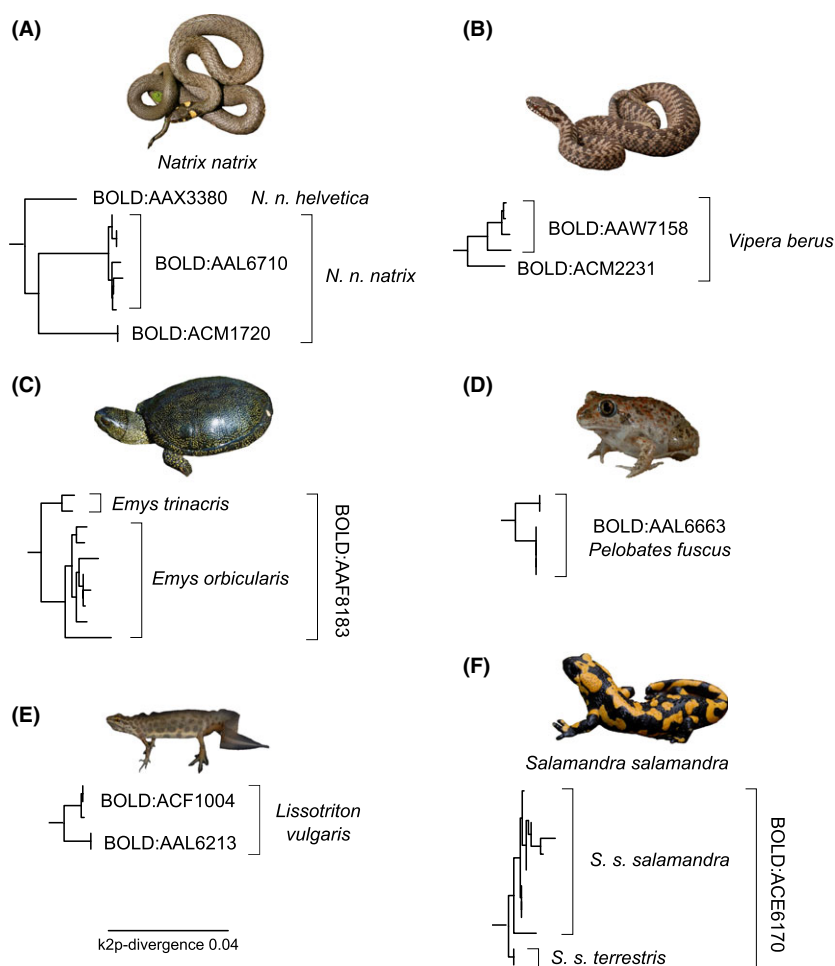 (A)
Natrix natrix
BOLD:AAX3380 N. n. helvetica
BOLD:AAL6710
N. n. natrix
BOLD:ACM1720
(B)
BOLD:AAW7158
Vipera berus
BOLD:ACM2231
(C)
Emys trinacris
Emys orbicularis
BOLD:AAF8183
(D)
BOLD:AAL6663
Pelobates fuscus
(E)
BOLD:ACF1004
Lissotriton
vulgaris
BOLD:AAL6213
k2p-divergence 0.04
(F)
Salamandra salamandra
S. s. salamandra
S. s. terrestris
BOLD:ACE6170